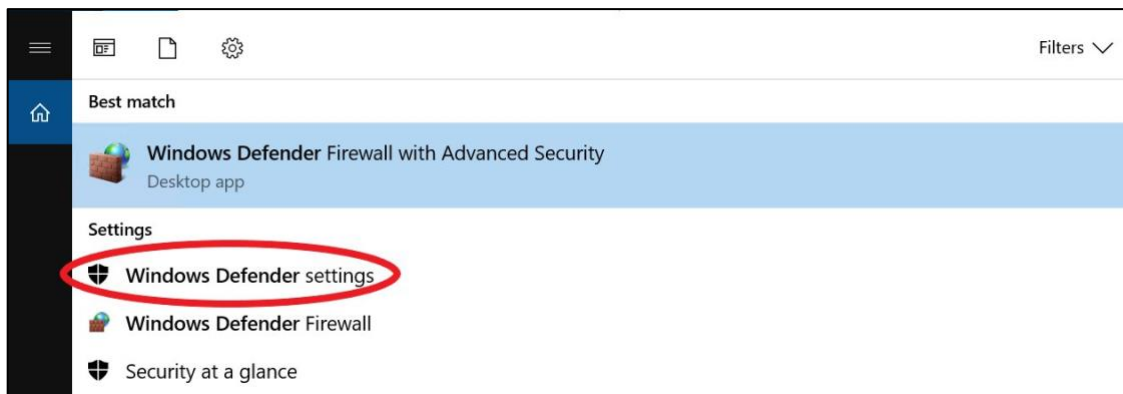 Filters
Best match
Windows Defender Firewall with Advanced Security
Desktop app
Settings
Windows Defender settings
Windows Defender Firewall
Security at a glance